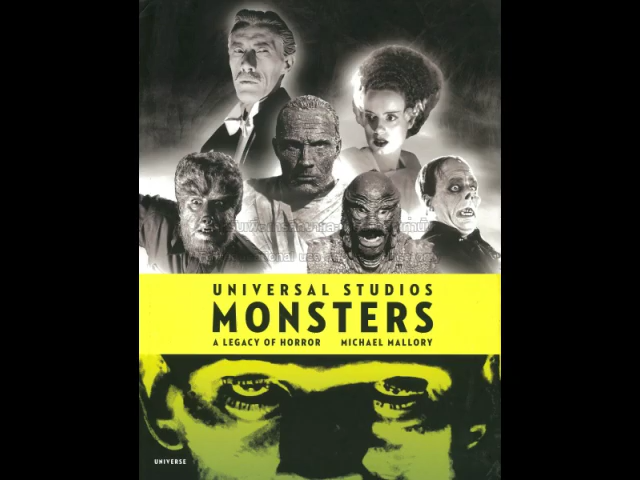 UNIVERSAL STUDIOS
MONSTERS
A LEGACY OF HORROR MICHAEL MALLORY
UNIVERSE